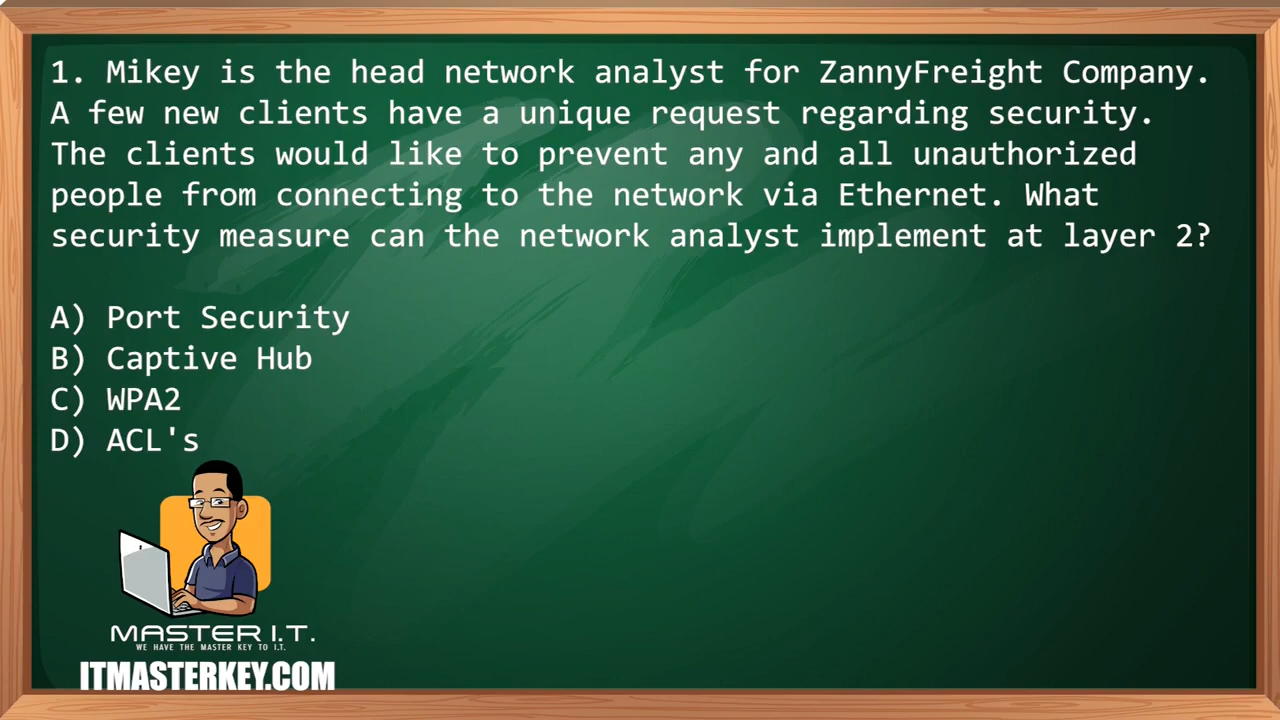 1. Mikey is the head network analyst for ZannyFreight Company.
A few new clients have a unique request regarding security.
The clients would like to prevent any and all unauthorized
people from connecting to the network via Ethernet. What
security measure can the network analyst implement at layer 2?
A) Port Security
B) Captive Hub
C) WPA2
D) ACL's
MASTER I.T.
WE HAVE THE MASTER KEY TO I.T.
ITMASTERKEY.COM